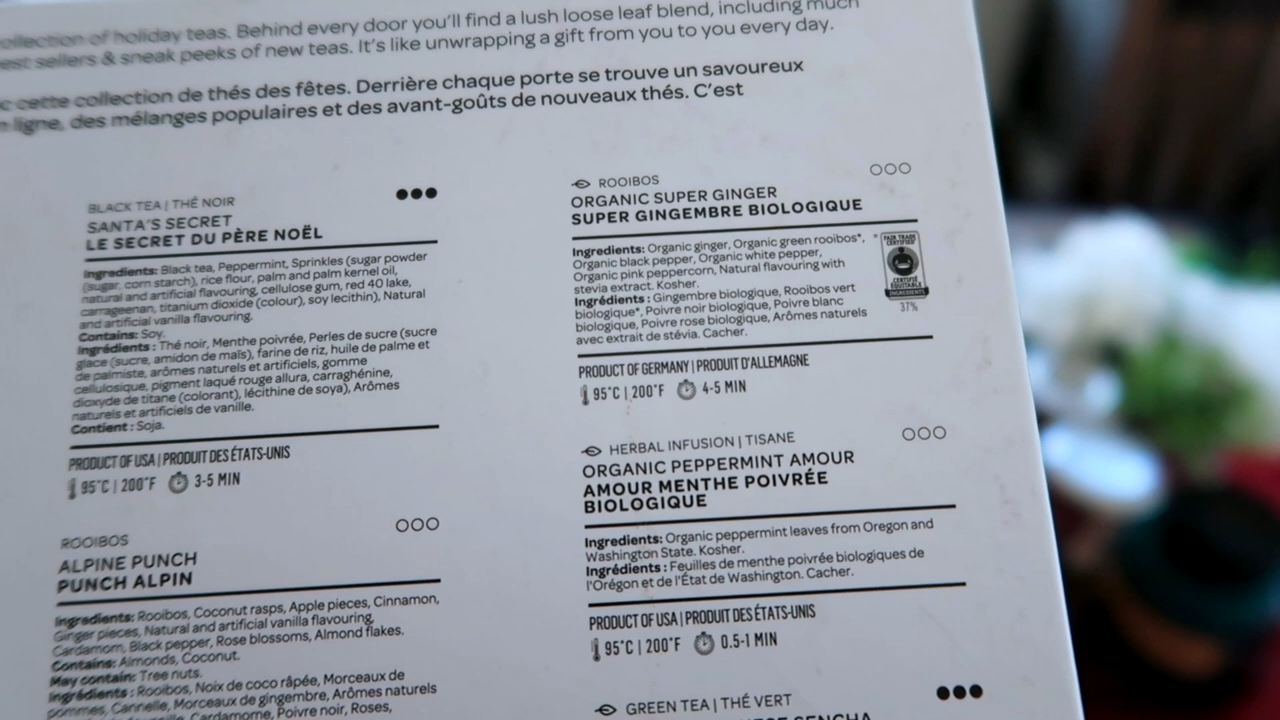 collection of holiday teas. Behind every door you'll find a lush loose leaf blend, including much
est sellers & sneak peeks of new teas. It's like unwrapping a gift from you to you every day.
c cette collection de thés des fêtes. Derrière chaque porte se trouve un savoureux
n ligne, des mélanges populaires et des avant-goûts de nouveaux thés. C'est
BLACK TEA | THÉ NOIR
SANTA'S SECRET
LE SECRET DU PÈRE NOËL
Ingredients: Black tea, Peppermint, Sprinkles (sugar powder
(sugar, corn starch), rice flour, palm and palm kernel oil,
natural and artificial flavouring, cellulose gum, red 40 lake,
carrageenan, titanium dioxide (colour), soy lecithin), Natural
and artificial vanilla flavouring.
Contains: Soy.
Ingrédients : Thé noir, Menthe poivrée, Perles de sucre (sucre
glace (sucre, amidon de maïs), farine de riz, huile de palme et
de palmiste, arômes naturels et artificiels, gomme
cellulosique, pigment laqué rouge allura, carraghénine,
dioxyde de titane (colorant), lécithine de soya), Arômes
naturels et artificiels de vanille.
Contient : Soja.
PRODUCT OF USA | PRODUIT DES ÉTATS-UNIS
95°C | 200°F 3-5 MIN
ROOIBOS
ALPINE PUNCH
PUNCH ALPIN
Ingredients: Rooibos, Coconut rasps, Apple pieces, Cinnamon,
Ginger pieces, Natural and artificial vanilla flavouring,
Cardamom, Black pepper, Rose blossoms, Almond flakes.
Contains: Almonds, Coconut.
May contain: Tree nuts.
Ingrédients : Rooibos, Noix de coco râpée, Morceaux de
pommes, Cannelle, Morceaux de gingembre, Arômes naturels
Cardamome, Poivre noir, Roses,
ROOIBOS
ORGANIC SUPER GINGER
SUPER GINGEMBRE BIOLOGIQUE
Ingredients: Organic ginger, Organic green rooibos*,
Organic black pepper, Organic white pepper,
Organic pink peppercorn, Natural flavouring with
stevia extract. Kosher.
Ingrédients : Gingembre biologique, Rooibos vert
biologique*, Poivre noir biologique, Poivre blanc
biologique, Poivre rose biologique, Arômes naturels
avec extrait de stévia. Cacher.
*
FAIR TRADE
CERTIFIED
CERTIFIÉ
ÉQUITABLE
INGREDIENTS
37%
PRODUCT OF GERMANY | PRODUIT D'ALLEMAGNE
95°C | 200°F 4-5 MIN
HERBAL INFUSION | TISANE
ORGANIC PEPPERMINT AMOUR
AMOUR MENTHE POIVRÉE
BIOLOGIQUE
Ingredients: Organic peppermint leaves from Oregon and
Washington State. Kosher.
Ingrédients : Feuilles de menthe poivrée biologiques de
l'Orégon et de l'État de Washington. Cacher.
PRODUCT OF USA | PRODUIT DES ÉTATS-UNIS
95°C | 200°F 0.5-1 MIN
GREEN TEA | THÉ VERT
SENCHA